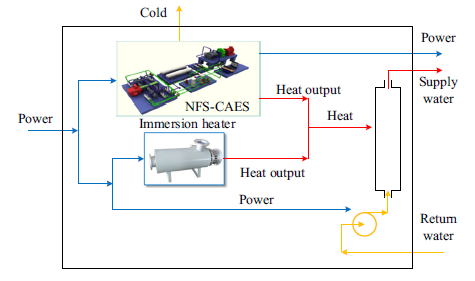 Cold
Power
Heat output
Supply
water
NFS-CAES
Heat
Power
Immersion heater
Heat output
Power
Return
water